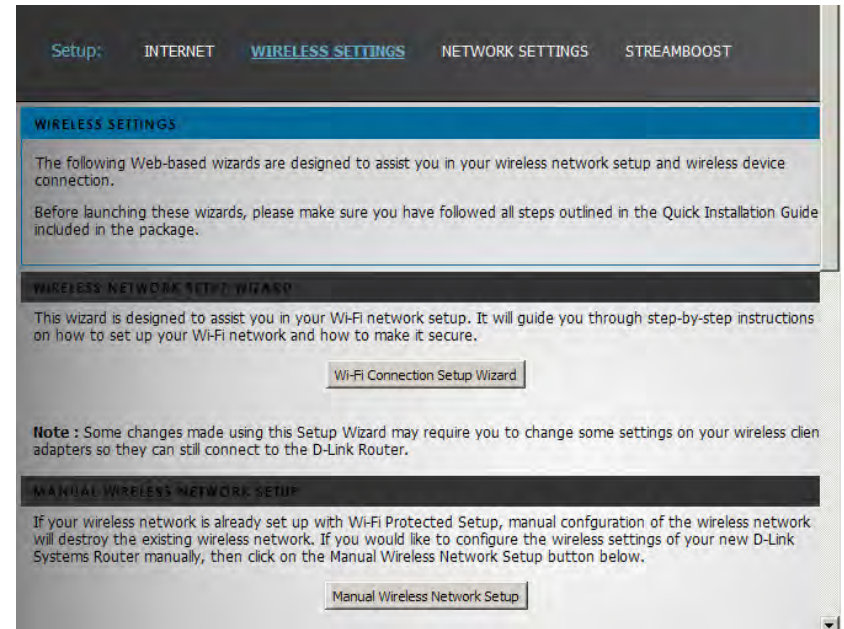 Setup: INTERNET WIRELESS SETTINGS NETWORK SETTINGS STREAMBOOST
WIRELESS SETTINGS
The following Web-based wizards are designed to assist you in your wireless network setup and wireless device
connection.
Before launching these wizards, please make sure you have followed all steps outlined in the Quick Installation Guide
included in the package.
WIRELESS NETWORK SETUP WIZARD
This wizard is designed to assist you in your Wi-Fi network setup. It will guide you through step-by-step instructions
on how to set up your Wi-Fi network and how to make it secure.
Wi-Fi Connection Setup Wizard
Note : Some changes made using this Setup Wizard may require you to change some settings on your wireless clien
adapters so they can still connect to the D-Link Router.
MANUAL WIRELESS NETWORK SETUP
If your wireless network is already set up with Wi-Fi Protected Setup, manual confguration of the wireless network
will destroy the existing wireless network. If you would like to configure the wireless settings of your new D-Link
Systems Router manually, then click on the Manual Wireless Network Setup button below.
Manual Wireless Network Setup